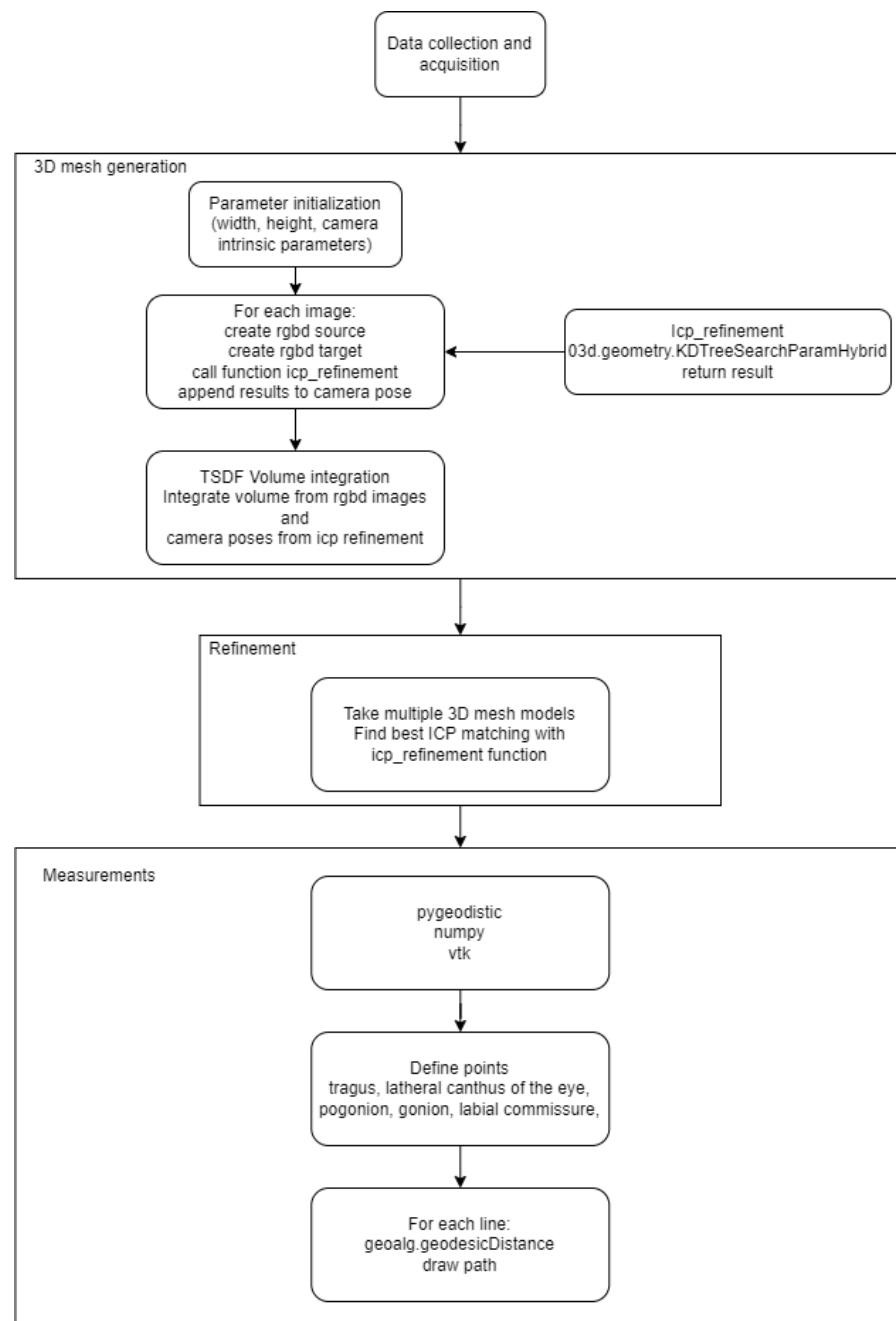 Data collection and
acquisition
3D mesh generation
Parameter initialization
(width, height, camera
intrinsic parameters)
For each image:
create rgbd source
create rgbd target
call function icp_refinement
append results to camera pose
Icp_refinement
03d.geometry.KDTreeSearchParamHybrid
return result
TSDF Volume integration
Integrate volume from rgbd images
and
camera poses from icp refinement
Refinement
Take multiple 3D mesh models
Find best ICP matching with
icp_refinement function
Measurements
pygeodistic
numpy
vtk
Define points
tragus, latheral canthus of the eye,
pogonion, gonion, labial commissure,
For each line:
geoalg.geodesicDistance
draw path